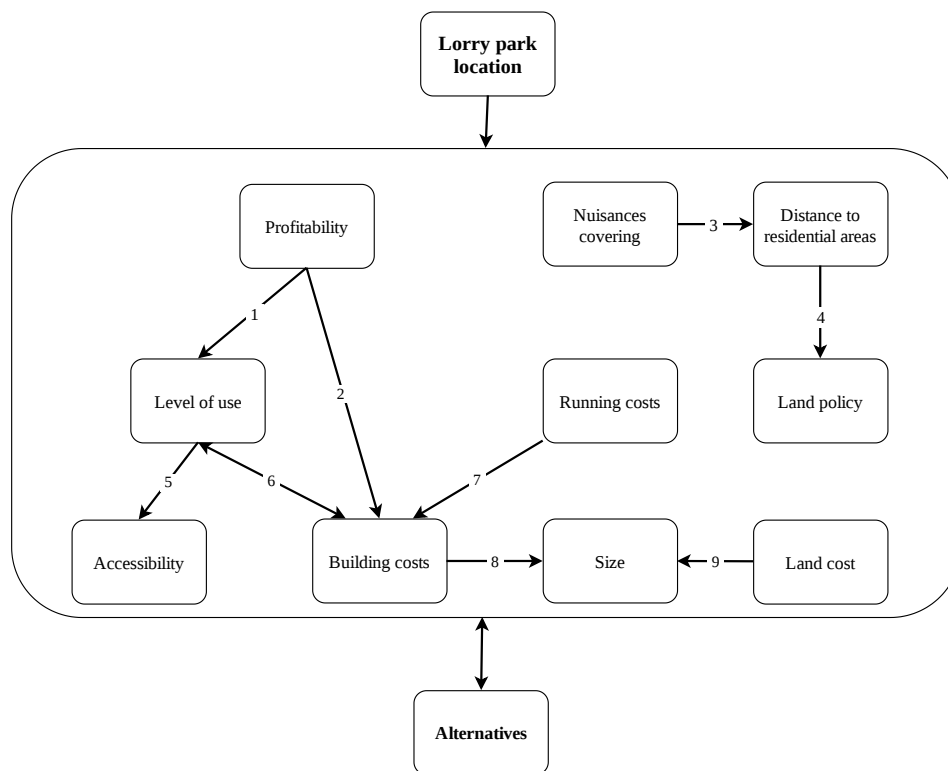 Lorry park
location
Profitability
Nuisances
covering
3
Distance to
residential areas
1
4
Level of use
2
Running costs
Land policy
5
6
7
Accessibility
Building costs
8
Size
9
Land cost
Alternatives